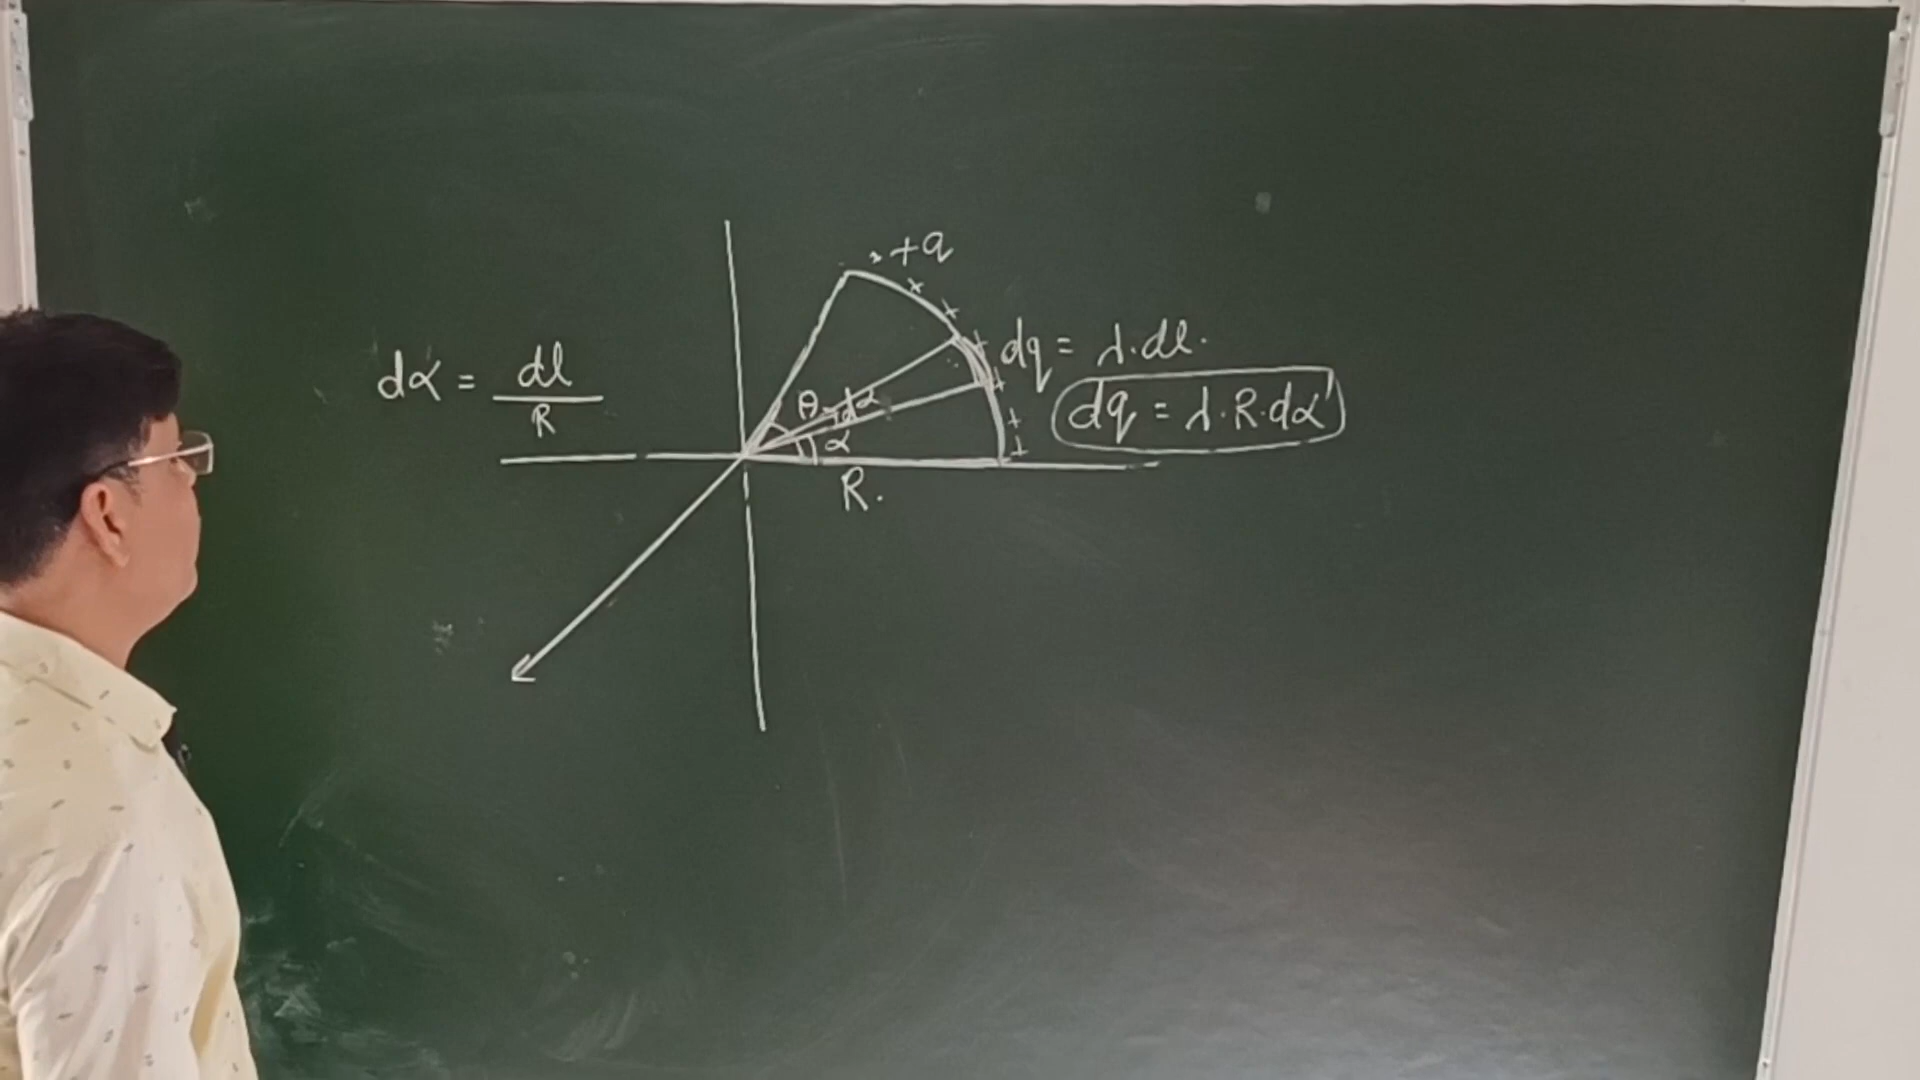 +q
dα = dl/R
dq = λ.dl.
dq = λ.R.dα
θ
dα
α
R.